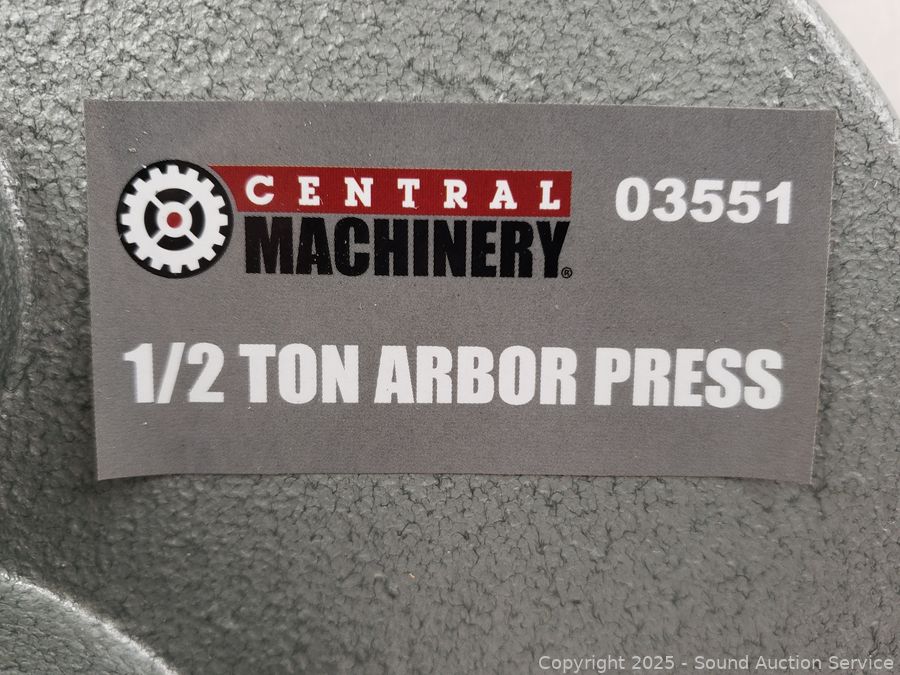 CENTRAL
MACHINERY®
03551
1/2 TON ARBOR PRESS
Copyright 2025 - Sound Auction Service